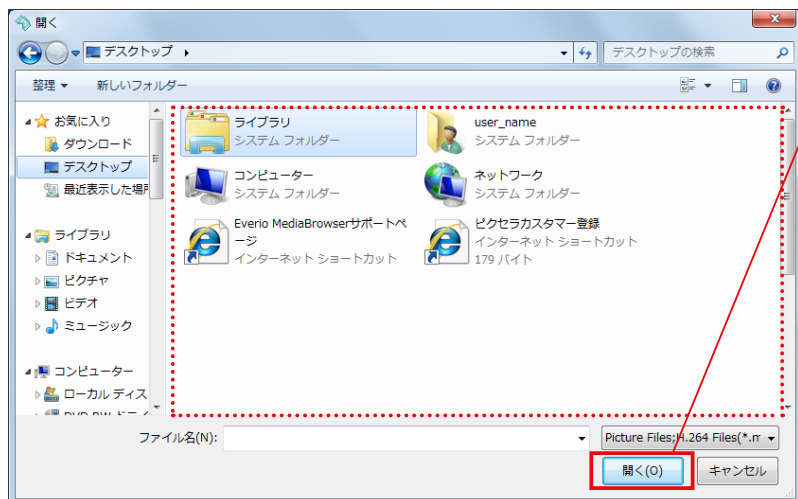 開く
デスクトップ
デスクトップの検索
整理
新しいフォルダー
お気に入り
ダウンロード
デスクトップ
最近表示した場所
ライブラリ
ドキュメント
ピクチャ
ビデオ
ミュージック
コンピューター
ローカル ディス
ライブラリ
システム フォルダー
user_name
システム フォルダー
コンピューター
システム フォルダー
ネットワーク
システム フォルダー
Everio MediaBrowserサポートペ
ージ
インターネット ショートカット
ピクセラカスタマー登録
インターネット ショートカット
179 バイト
ファイル名(N):
Picture Files;H.264 Files(*.m
開く(O)
キャンセル